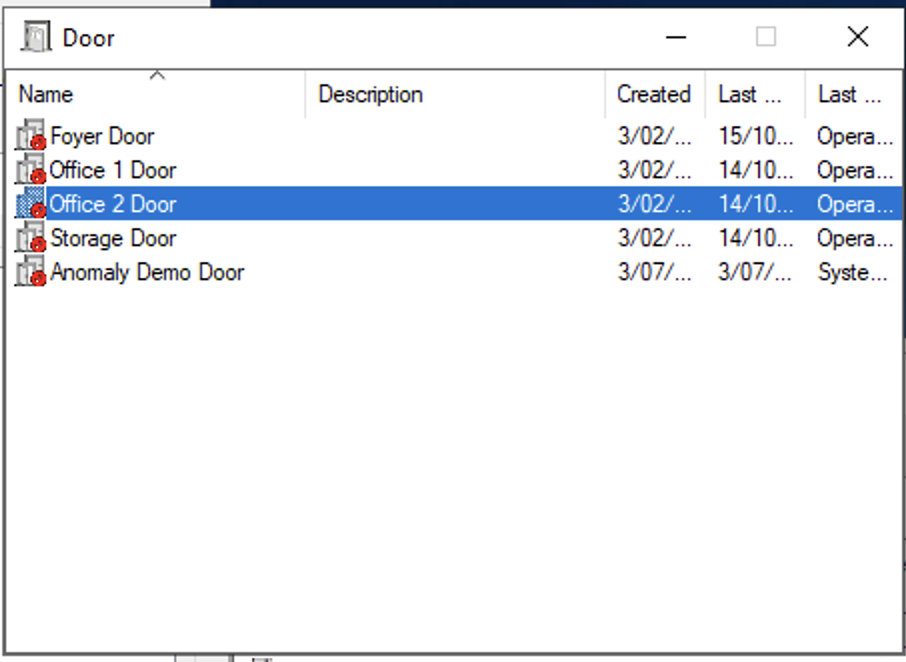 Door
Name Description Created Last ... Last ...
Foyer Door 3/02/... 15/10... Opera...
Office 1 Door 3/02/... 14/10... Opera...
Office 2 Door 3/02/... 14/10... Opera...
Storage Door 3/02/... 14/10... Opera...
Anomaly Demo Door 3/07/... 3/07/... Syste...